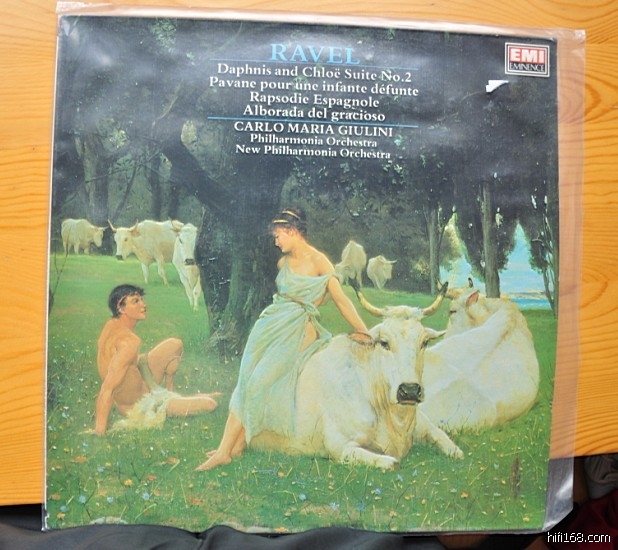 RAVEL
Daphnis and Chloë Suite No.2
Pavane pour une infante défunte
Rapsodie Espagnole
Alborada del gracioso
CARLO MARIA GIULINI
Philharmonia Orchestra
New Philharmonia Orchestra
EMI
EMINENCE
hifi168.com